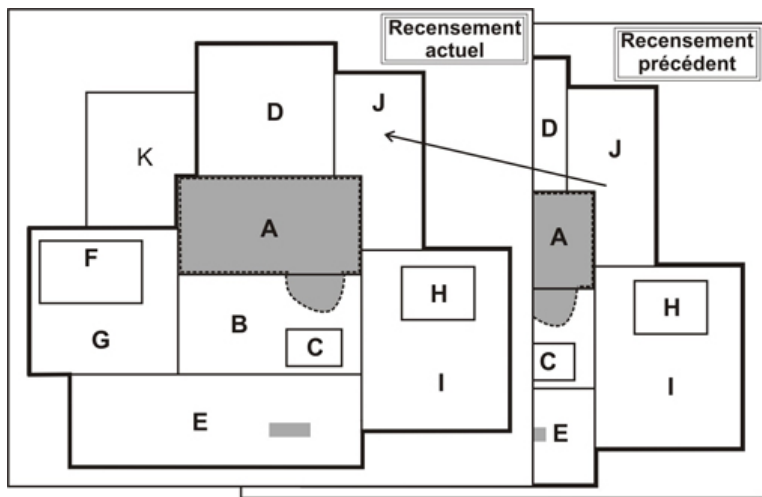 Recensement
actuel
Recensement
précédent
D
J
K
A
F
G
B
C
H
I
E
D
J
A
H
C
I
E